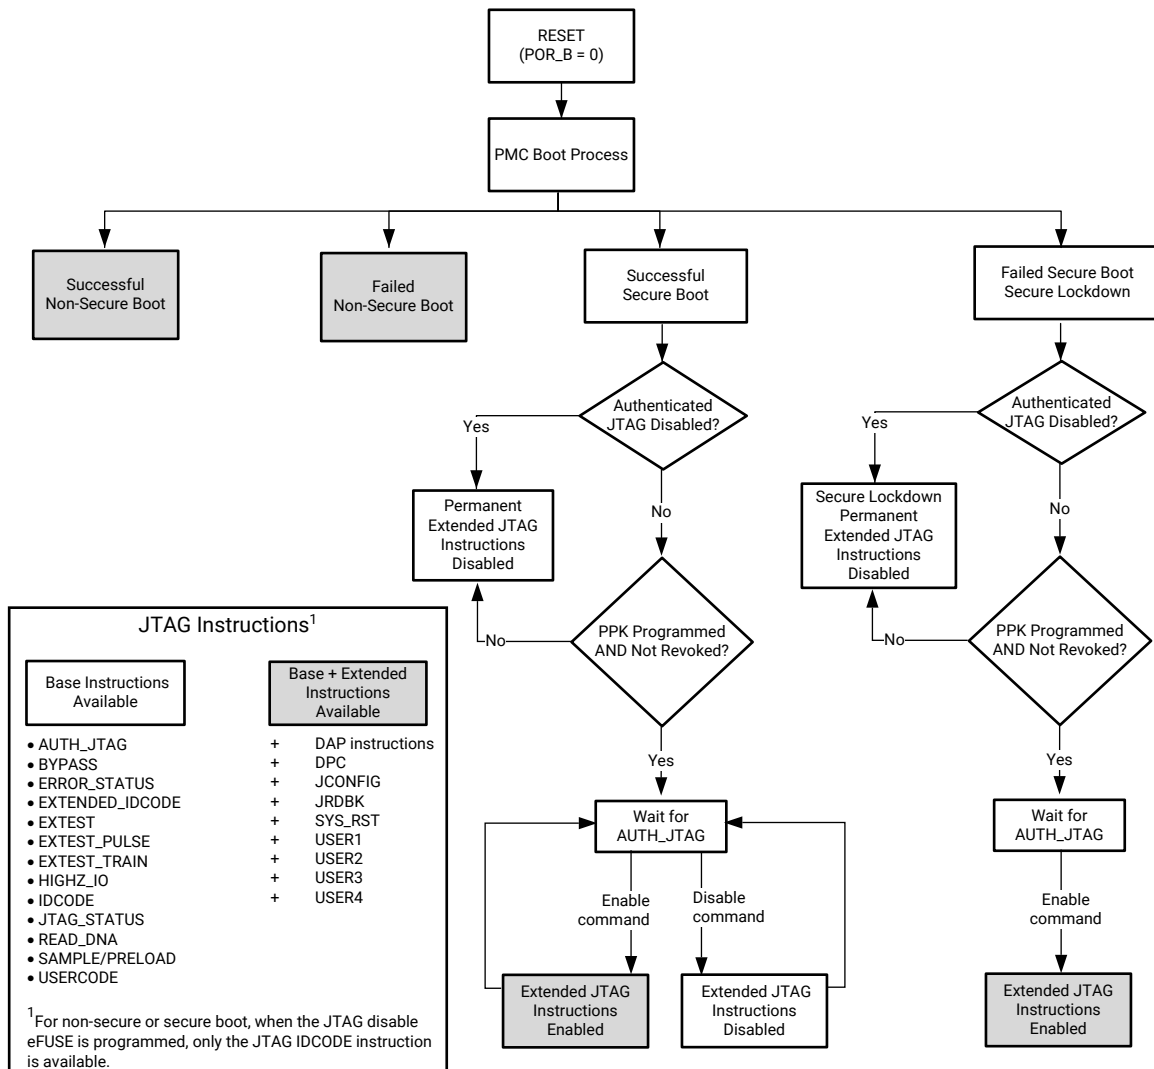 RESET
(POR_B = 0)
PMC Boot Process
Successful
Non-Secure Boot
Failed
Non-Secure Boot
Successful
Secure Boot
Failed Secure Boot
Secure Lockdown
Authenticated
JTAG Disabled?
Yes
No
Permanent
Extended JTAG
Instructions
Disabled
PPK Programmed
AND Not Revoked?
No
Yes
Wait for
AUTH_JTAG
Enable
command
Disable
command
Extended JTAG
Instructions
Enabled
Extended JTAG
Instructions
Disabled
Authenticated
JTAG Disabled?
Yes
No
Secure Lockdown
Permanent
Extended JTAG
Instructions
Disabled
PPK Programmed
AND Not Revoked?
No
Yes
Wait for
AUTH_JTAG
Enable
command
Extended JTAG
Instructions
Enabled
JTAG Instructions1
Base Instructions
Available
• AUTH_JTAG
• BYPASS
• ERROR_STATUS
• EXTENDED_IDCODE
• EXTEST
• EXTEST_PULSE
• EXTEST_TRAIN
• HIGHZ_IO
• IDCODE
• JTAG_STATUS
• READ_DNA
• SAMPLE/PRELOAD
• USERCODE
Base + Extended
Instructions
Available
+ DAP instructions
+ DPC
+ JCONFIG
+ JRDBK
+ SYS_RST
+ USER1
+ USER2
+ USER3
+ USER4
1For non-secure or secure boot, when the JTAG disable
eFUSE is programmed, only the JTAG IDCODE instruction
is available.